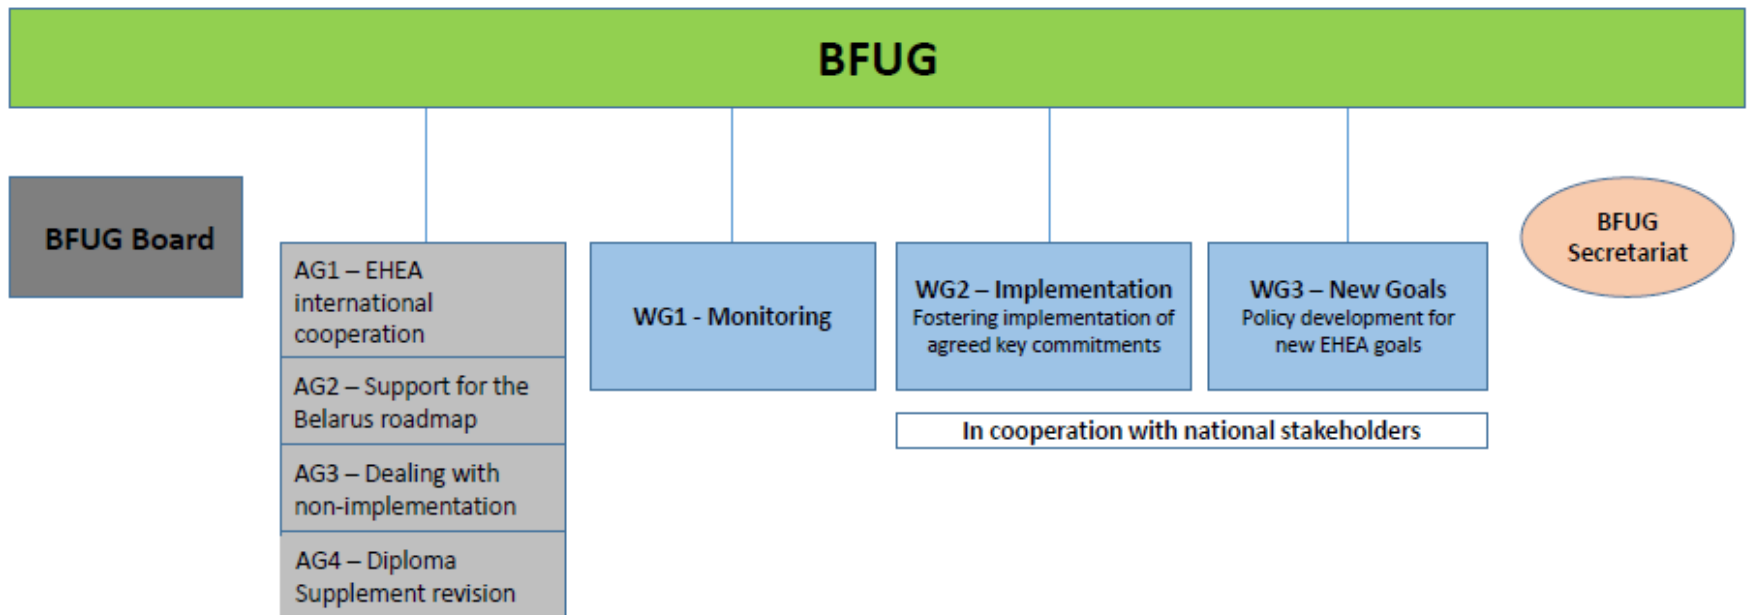 BFUG
BFUG Board
AG1 – EHEA
international
cooperation
AG2 – Support for the
Belarus roadmap
AG3 – Dealing with
non-implementation
AG4 – Diploma
Supplement revision
WG1 - Monitoring
WG2 – Implementation
Fostering implementation of
agreed key commitments
WG3 – New Goals
Policy development for
new EHEA goals
In cooperation with national stakeholders
BFUG
Secretariat